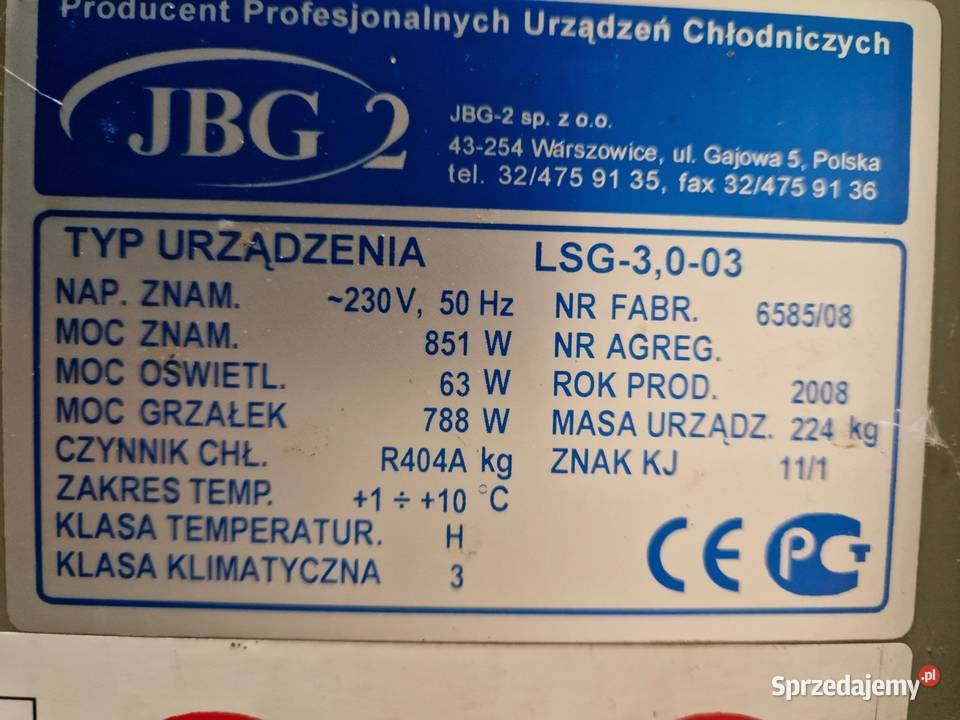 Producent Profesjonalnych Urządzeń Chłodniczych
JBG 2
JBG-2 sp. z o.o.
43-254 Warszowice, ul. Gajowa 5, Polska
tel. 32/475 91 35, fax 32/475 91 36
TYP URZĄDZENIA LSG-3,0-03
NAP. ZNAM. ~230 V, 50 Hz
MOC ZNAM. 851 W
MOC OŚWIETL. 63 W
MOC GRZAŁEK 788 W
CZYNNIK CHŁ. R404A kg
ZAKRES TEMP. +1 ÷ +10 °C
KLASA TEMPERATUR. H
KLASA KLIMATYCZNA 3
NR FABR. 6585/08
NR AGREG.
ROK PROD. 2008
MASA URZĄDZ. 224 kg
ZNAK KJ 11/1
CE PCT
Sprzedajemy.pl